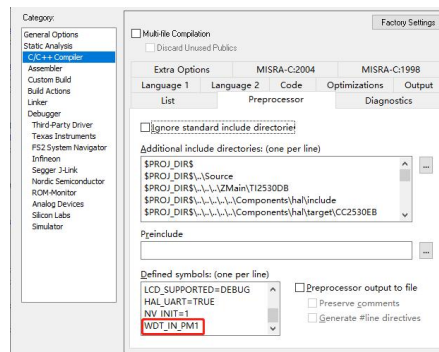 Category:
Factory Settings
General Options
Static Analysis
C/C++ Compiler
Assembler
Custom Build
Build Actions
Linker
Debugger
Third-Party Driver
Texas Instruments
FS2 System Navigator
Infineon
Segger J-Link
Nordic Semiconductor
ROM-Monitor
Analog Devices
Silicon Labs
Simulator
Multi-file Compilation
Discard Unused Publics
Extra Options MISRA-C:2004 MISRA-C:1998
Language 1 Language 2 Code Optimizations Output
List Preprocessor Diagnostics
Ignore standard include directories
Additional include directories: (one per line)
$PROJ_DIR$
$PROJ_DIR$\..\Source
$PROJ_DIR$\..\..\..\ZMain\TI2530DB
$PROJ_DIR$\..\..\..\..\..\Components\hal\include
$PROJ_DIR$\..\..\..\..\..\Components\hal\target\CC2530EB
...
Preinclude
...
Defined symbols: (one per line)
LCD_SUPPORTED=DEBUG
HAL_UART=TRUE
NV_INIT=1
WDT_IN_PM1
Preprocessor output to file
Preserve comments
Generate #line directives